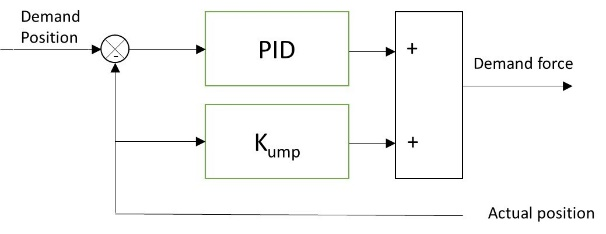 Demand
Position
-
PID
+
Demand force
K_ump
+
Actual position